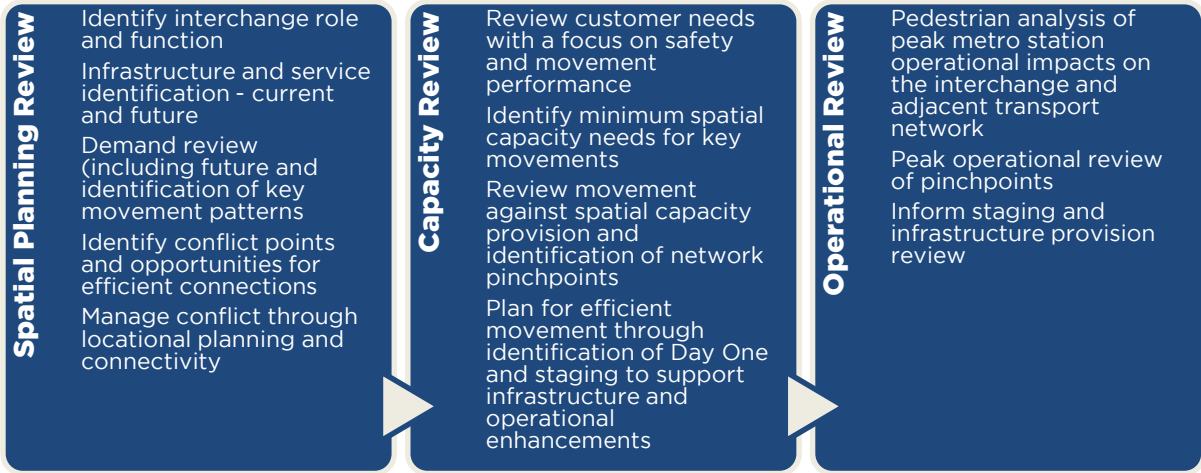 Spatial Planning Review
Identify interchange role
and function
Infrastructure and service
identification - current
and future
Demand review
(including future and
identification of key
movement patterns
Identify conflict points
and opportunities for
efficient connections
Manage conflict through
locational planning and
connectivity
Capacity Review
Review customer needs
with a focus on safety
and movement
performance
Identify minimum spatial
capacity needs for key
movements
Review movement
against spatial capacity
provision and
identification of network
pinchpoints
Plan for efficient
movement through
identification of Day One
and staging to support
infrastructure and
operational
enhancements
Operational Review
Pedestrian analysis of
peak metro station
operational impacts on
the interchange and
adjacent transport
network
Peak operational review
of pinchpoints
Inform staging and
infrastructure provision
review